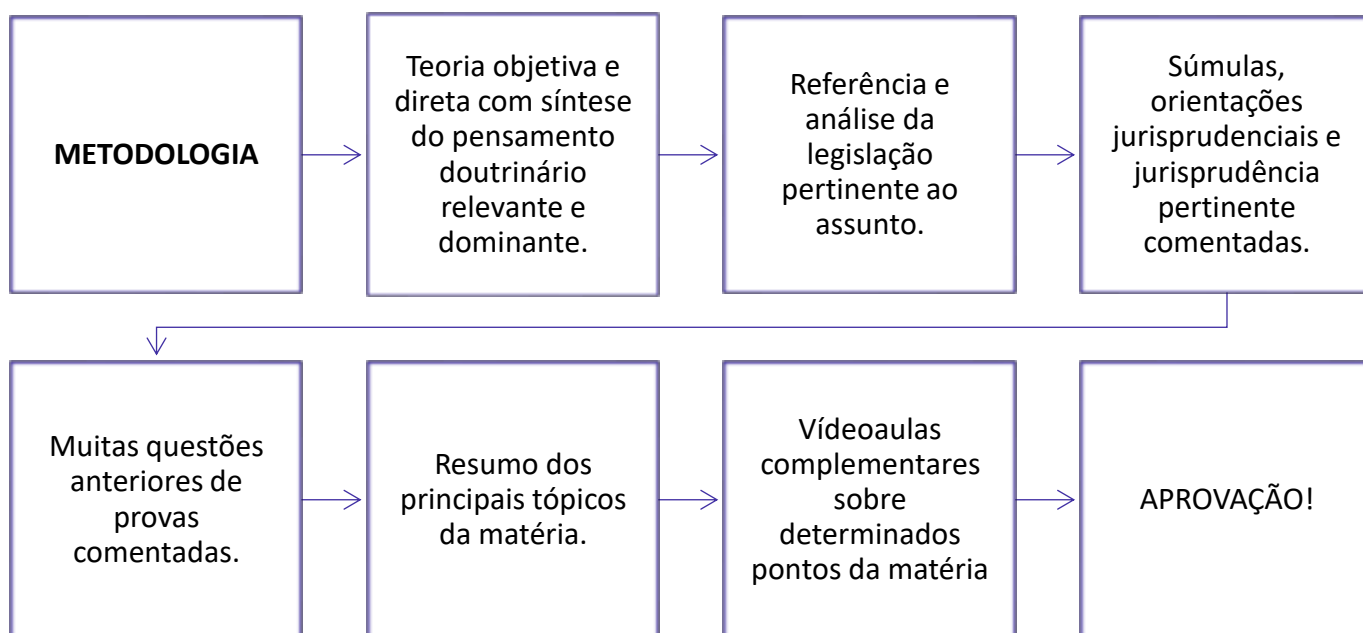 METODOLOGIA
Teoria objetiva e
direta com síntese
do pensamento
doutrinário
relevante e
dominante.
Referência e
análise da
legislação
pertinente ao
assunto.
Súmulas,
orientações
jurisprudenciais e
jurisprudência
pertinente
comentadas.
Muitas questões
anteriores de
provas
comentadas.
Resumo dos
principais tópicos
da matéria.
Vídeoaulas
complementares
sobre
determinados
pontos da matéria
APROVAÇÃO!